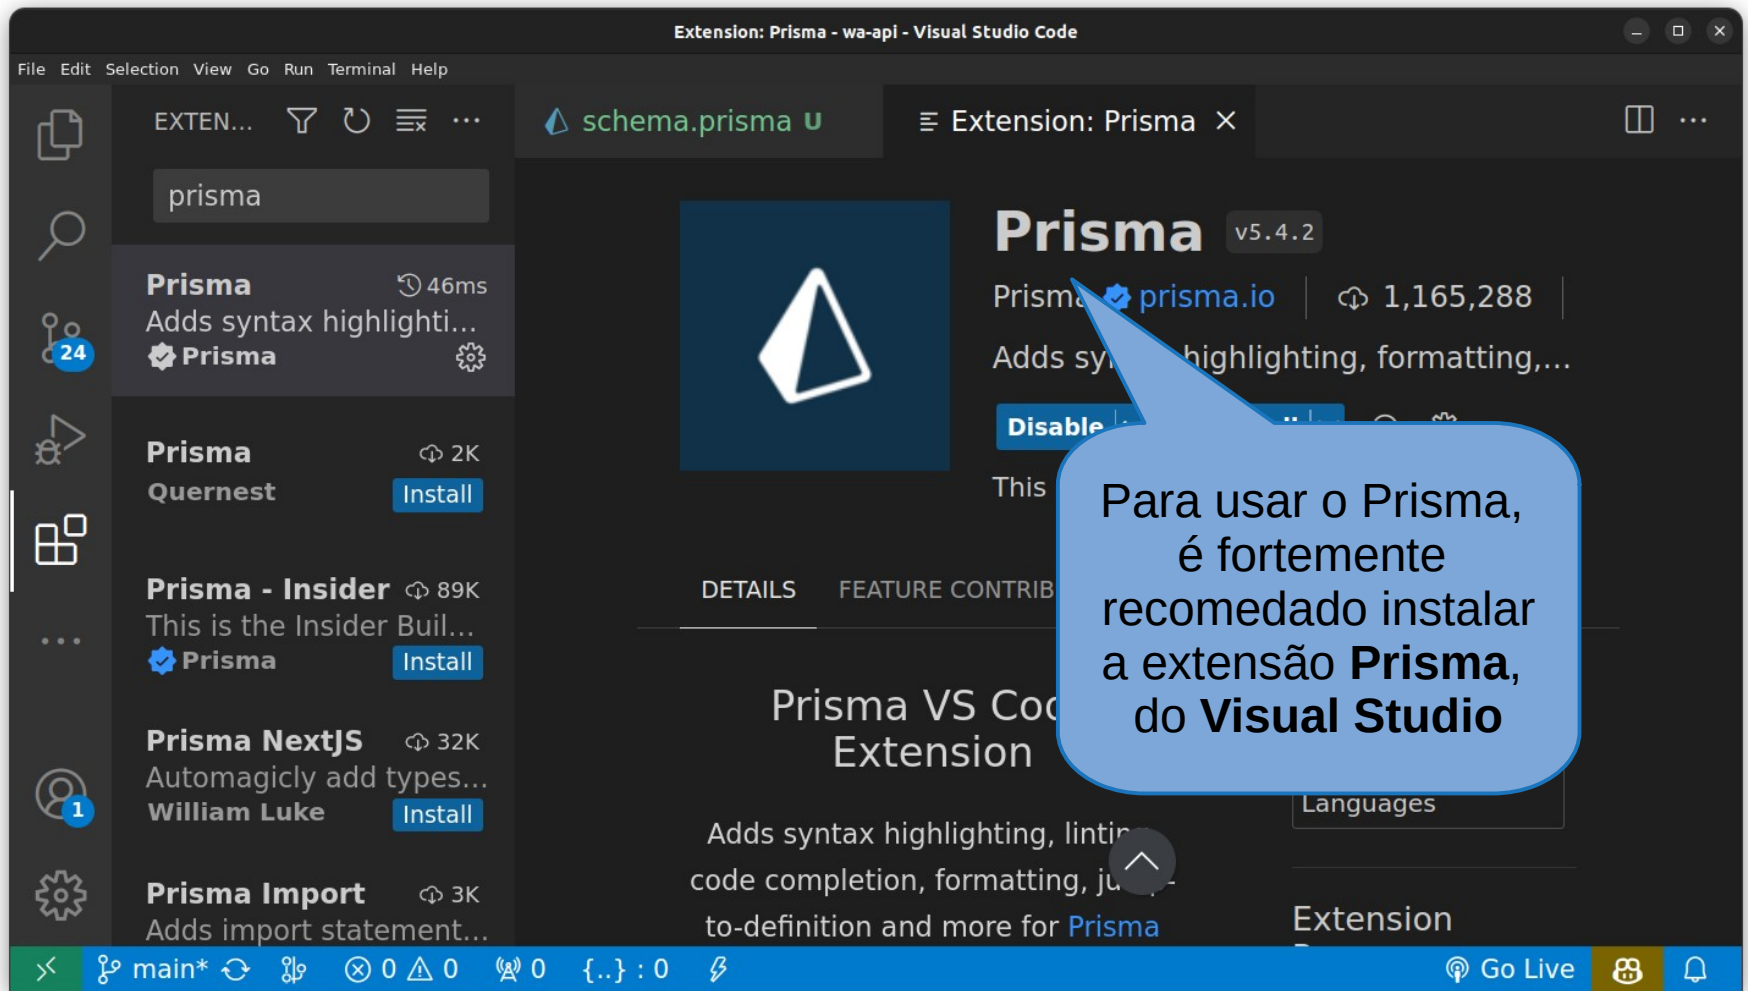 Extension: Prisma - wa-api - Visual Studio Code
File Edit Selection View Go Run Terminal Help
EXTEN...
schema.prisma U
Extension: Prisma
prisma
Prisma 46ms
Adds syntax highlighti...
Prisma
Prisma 2K
Quernest Install
Prisma - Insider 89K
This is the Insider Buil...
Prisma Install
Prisma NextJS 32K
Automagicly add types...
William Luke Install
Prisma Import 3K
Adds import statement...
Prisma v5.4.2
Prisma prisma.io 1,165,288
Adds highlighting, formatting,...
Disable
This
DETAILS FEATURE
Prisma VS
Extension
Adds syntax highlighting,
code completion, formatting,
to-definition and more for Prisma
Para usar o Prisma,
é fortemente
recomedado instalar
a extensão Prisma,
do Visual Studio
Languages
Extension
24
1
main* 0 0 0 {..} : 0
Go Live